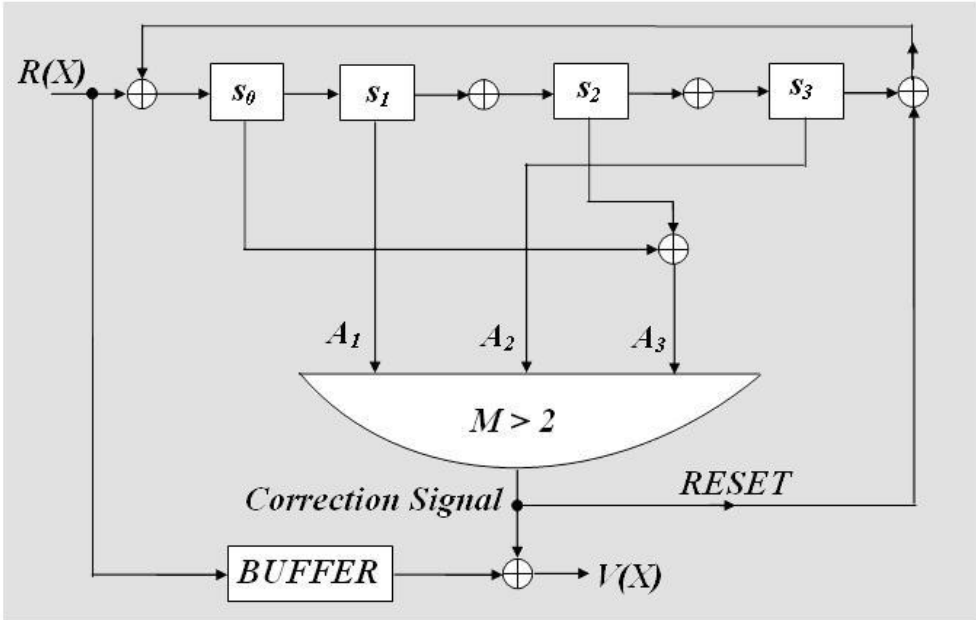 R(X)
s0
s1
s2
s3
A1
A2
A3
M > 2
Correction Signal
RESET
BUFFER
V(X)